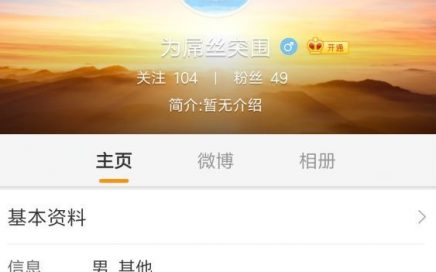 为屌丝突围 开通
关注 104 | 粉丝 49
简介:暂无介绍
主页 微博 相册
基本资料
信息 男 其他